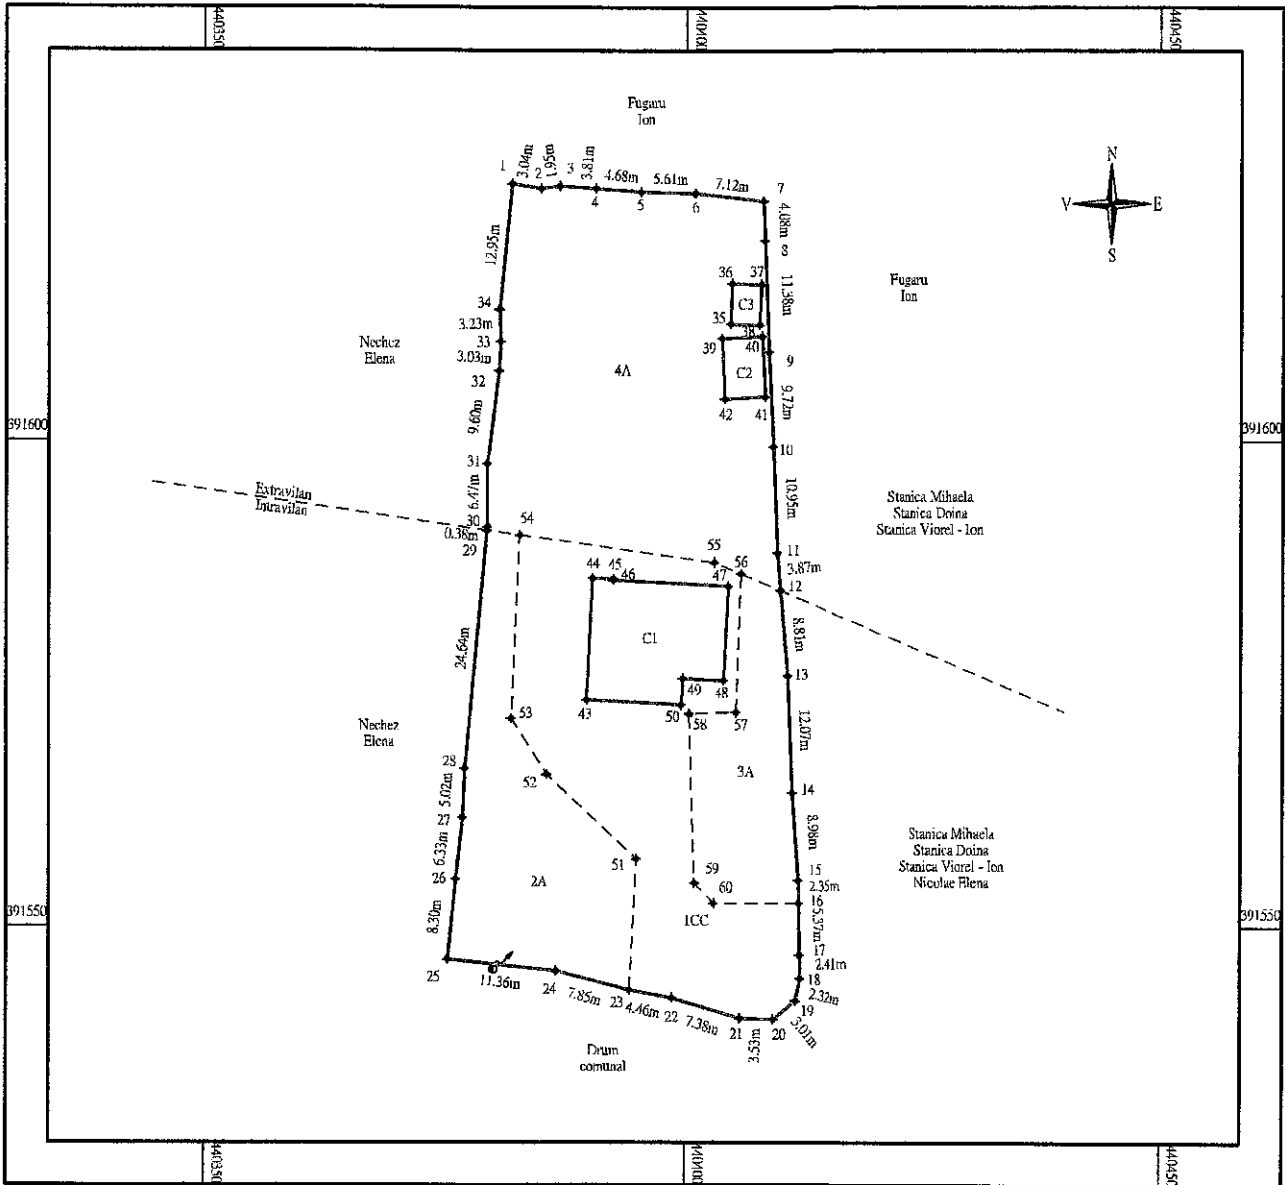 440350
440400
440450
Fugaru
Ion
1
3.04m
2
1.95m
3
3.81m
4
4.68m
5
5.61m
6
7.12m
7
4.08m
8
N
V
E
S
12.95m
36
37
C3
35
38
11.38m
Fugaru
Ion
34
3.23m
33
3.03m
32
Nechez
Elena
39
40
C2
42
41
9
9.72m
4A
391600
391600
9.60m
10
31
6.47m
10.95m
Extravilan
Intravilan
Stanica Mihaela
Stanica Doina
Stanica Viorel - Ion
30
0.38m
29
54
55
56
11
3.87m
12
44
45
46
47
C1
24.64m
8.81m
13
49
48
43
50
58
57
53
12.07m
Nechez
Elena
28
52
3A
14
5.02m
27
8.98m
Stanica Mihaela
Stanica Doina
Stanica Viorel - Ion
Nicolae Elena
6.33m
51
59
15
2.35m
26
2A
60
16
1CC
391550
391550
8.30m
5.37m
17
2.41m
18
25
11.36m
24
7.85m
23
4.46m
22
7.38m
21
3.53m
20
3.01m
19
2.32m
Drum
comunal
440350
440400
440450